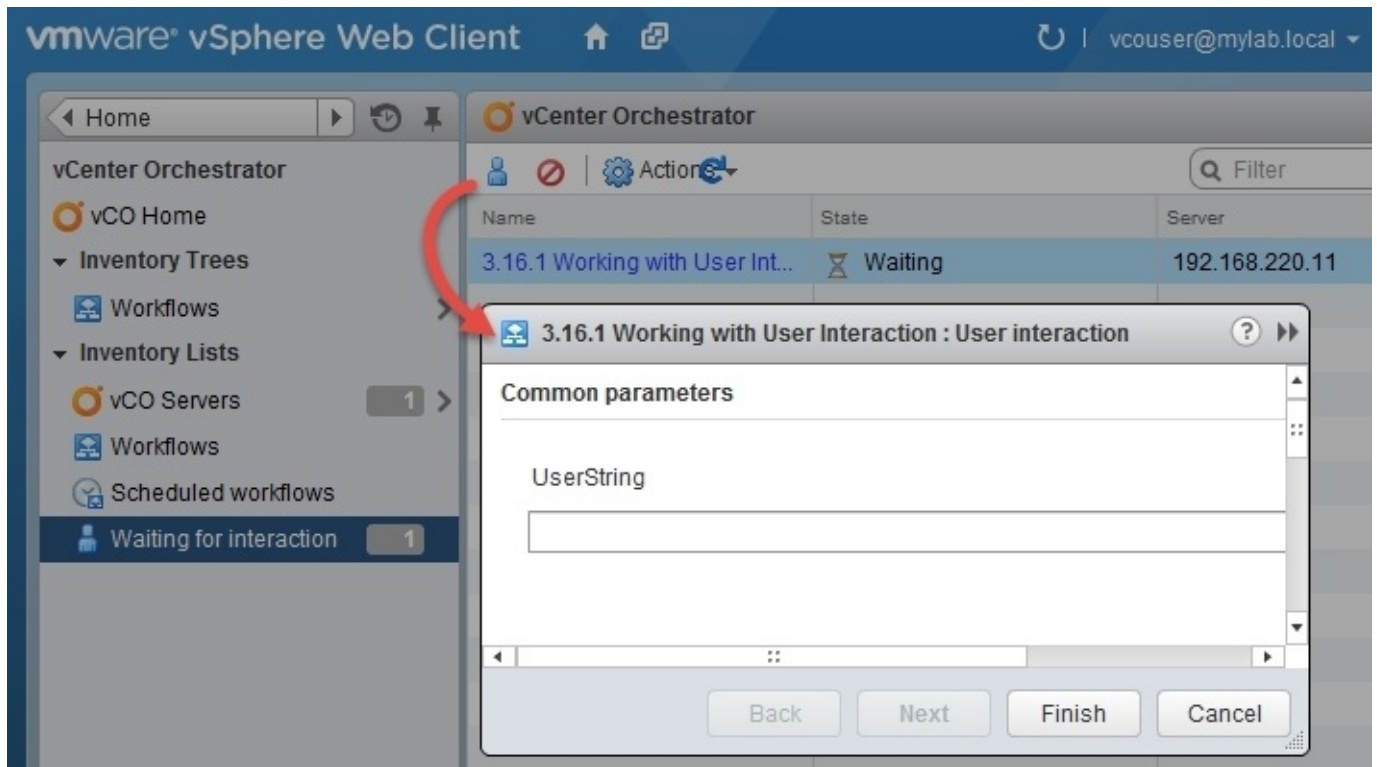 vmware® vSphere Web Client
vcouser@mylab.local
Home
vCenter Orchestrator
vCO Home
Inventory Trees
Workflows
Inventory Lists
vCO Servers 1
Workflows
Scheduled workflows
Waiting for interaction 1
vCenter Orchestrator
Actions
Filter
Name State Server
3.16.1 Working with User Int... Waiting 192.168.220.11
3.16.1 Working with User Interaction : User interaction
Common parameters
UserString
Back Next Finish Cancel